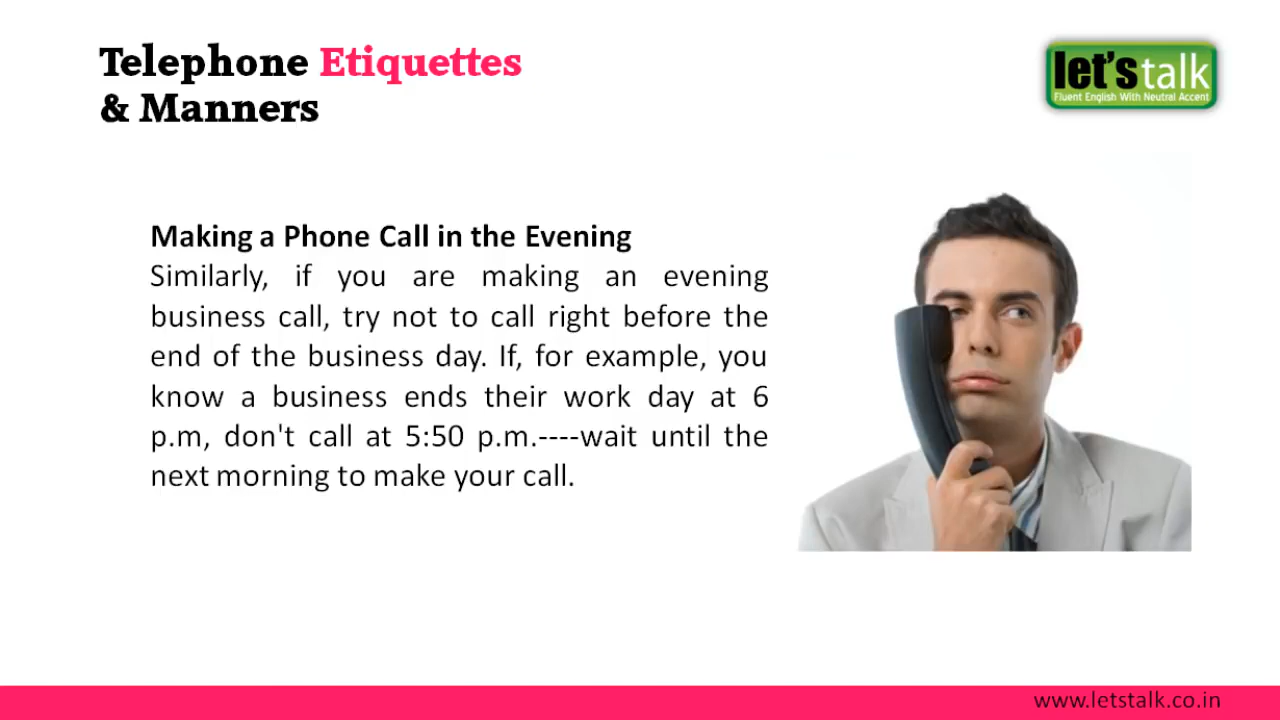 Telephone Etiquettes
& Manners
let's talk
Fluent English With Neutral Accent
Making a Phone Call in the Evening
Similarly, if you are making an evening
business call, try not to call right before the
end of the business day. If, for example, you
know a business ends their work day at 6
p.m, don't call at 5:50 p.m.----wait until the
next morning to make your call.
www.letstalk.co.in